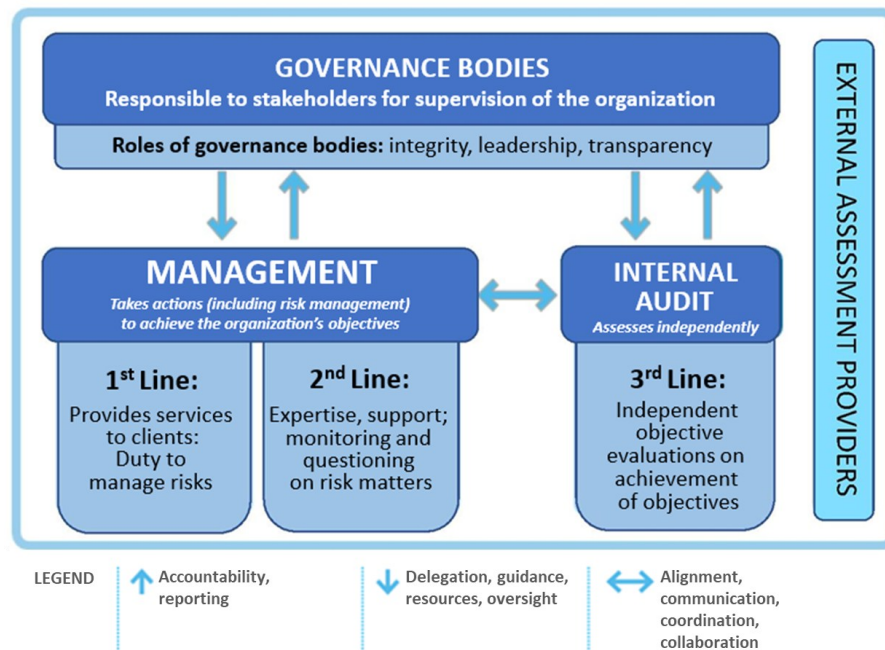 GOVERNANCE BODIES
Responsible to stakeholders for supervision of the organization
Roles of governance bodies: integrity, leadership, transparency
MANAGEMENT
Takes actions (including risk management)
to achieve the organization's objectives
1st Line:
Provides services
to clients:
Duty to
manage risks
2nd Line:
Expertise, support;
monitoring and
questioning
on risk matters
INTERNAL
AUDIT
Assesses independently
3rd Line:
Independent
objective
evaluations on
achievement
of objectives
EXTERNAL ASSESSMENT PROVIDERS
LEGEND
Accountability,
reporting
Delegation, guidance,
resources, oversight
Alignment,
communication,
coordination,
collaboration